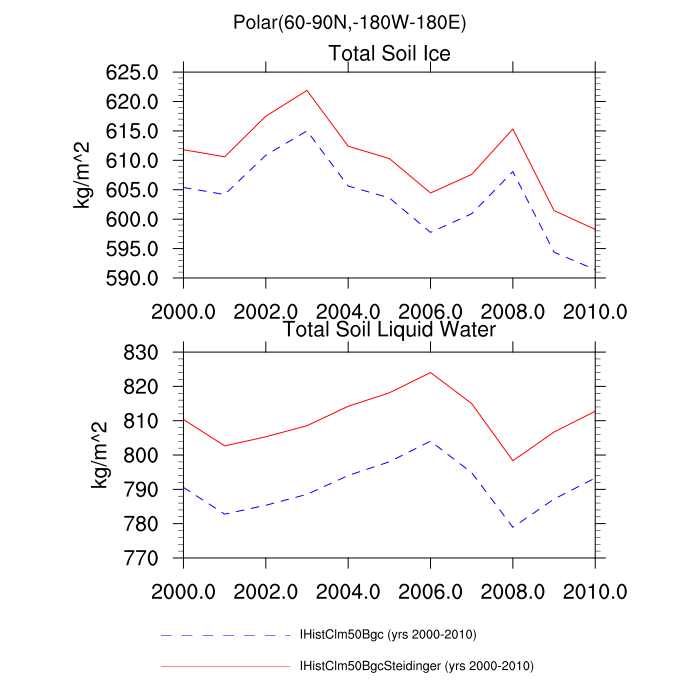 Polar(60-90N,-180W-180E)
Total Soil Ice
625.0
620.0
615.0
610.0
605.0
600.0
595.0
590.0
kg/m^2
2000.0 2002.0 2004.0 2006.0 2008.0 2010.0
Total Soil Liquid Water
830
820
810
800
790
780
770
kg/m^2
2000.0 2002.0 2004.0 2006.0 2008.0 2010.0
IHistClm50Bgc (yrs 2000-2010)
IHistClm50BgcSteidinger (yrs 2000-2010)